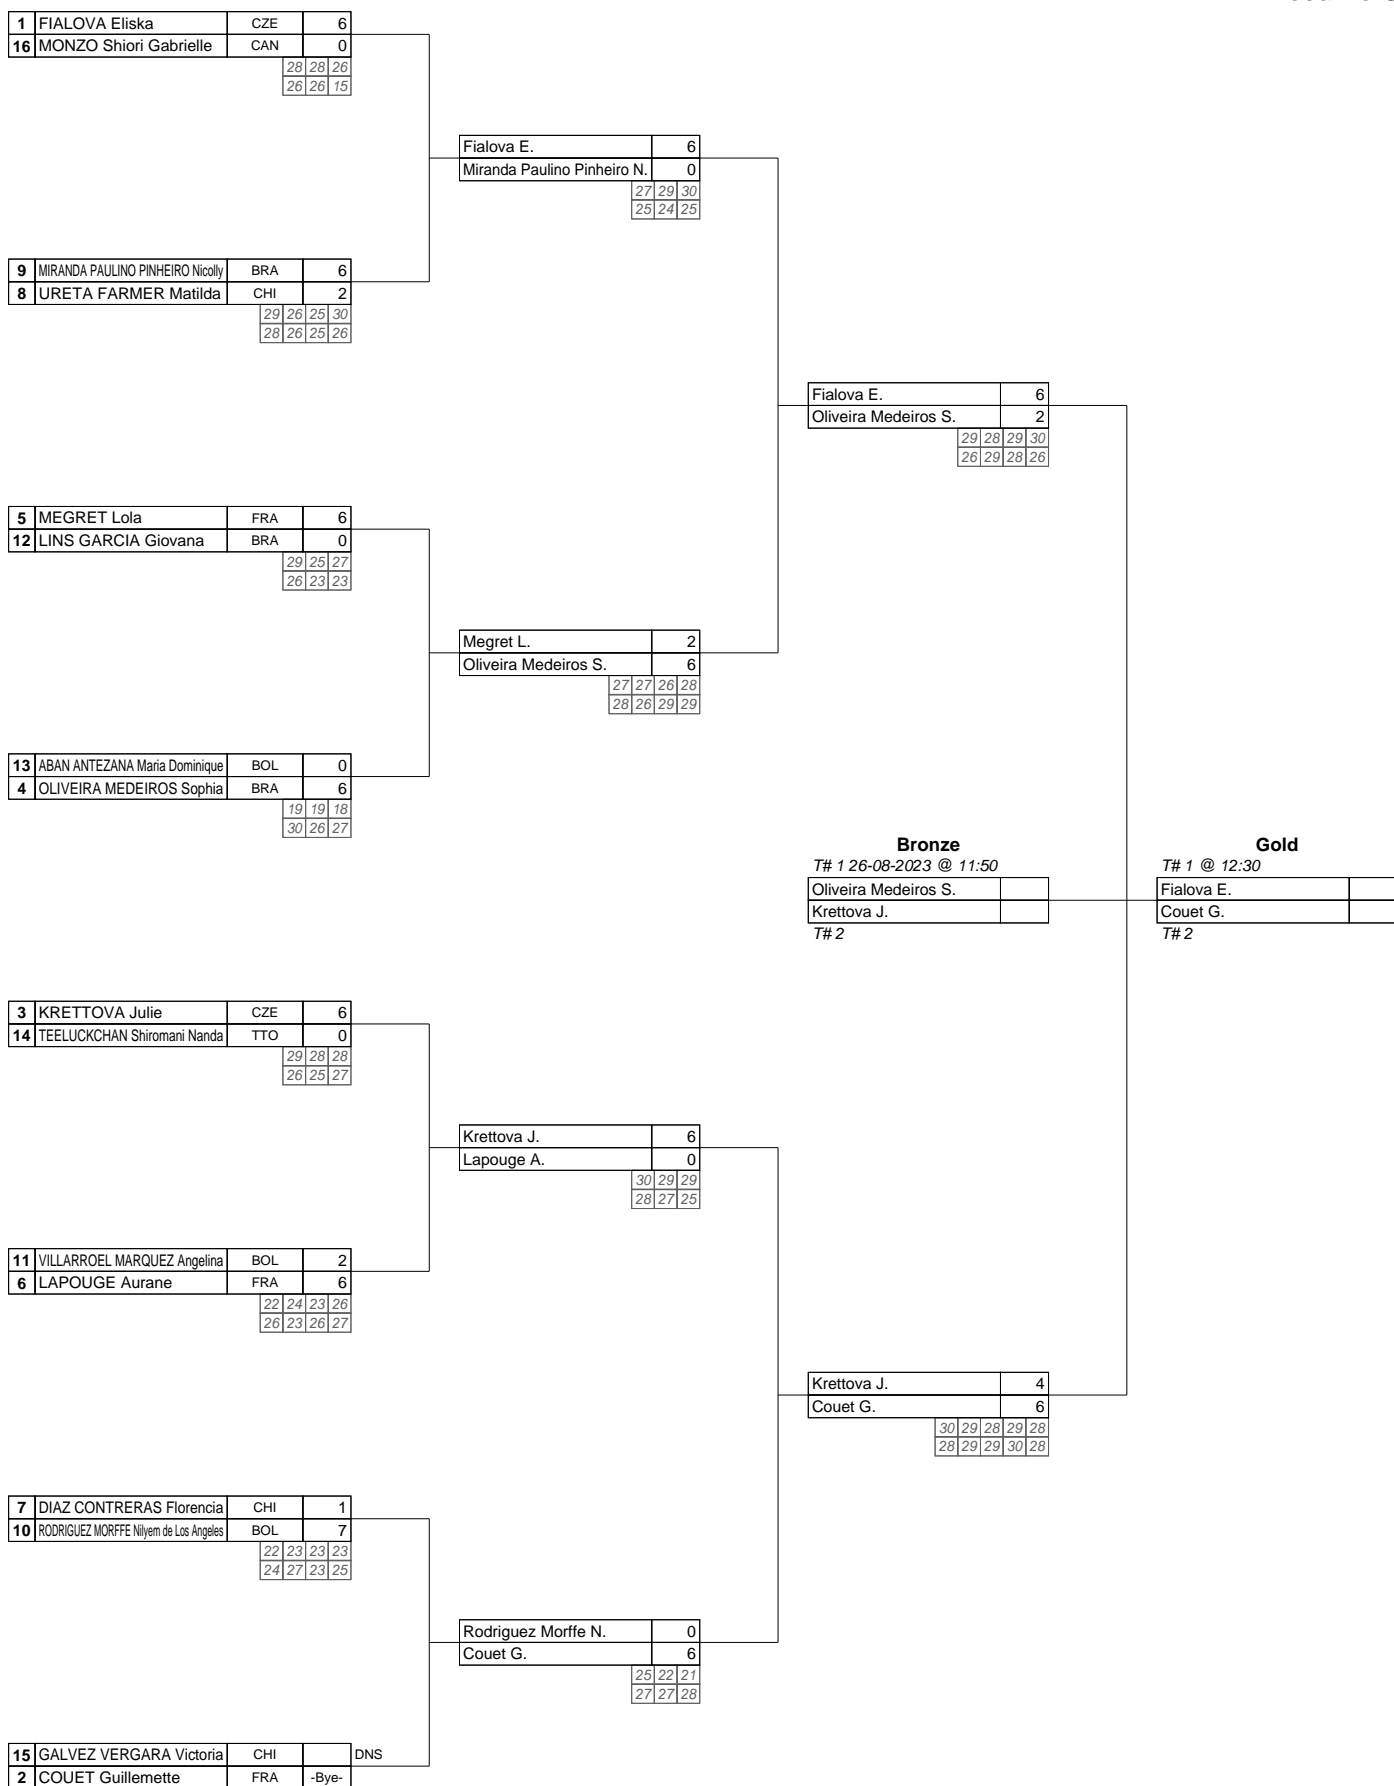 1 FIALOVA Eliska CZE 6
16 MONZO Shiori Gabrielle CAN 0
28 28 26
26 26 15
Fialova E. 6
Miranda Paulino Pinheiro N. 0
27 29 30
25 24 25
9 MIRANDA PAULINO PINHEIRO Nicolly BRA 6
8 URETA FARMER Matilda CHI 2
29 26 25 30
28 26 25 26
Fialova E. 6
Oliveira Medeiros S. 2
29 28 29 30
26 29 28 26
5 MEGRET Lola FRA 6
12 LINS GARCIA Giovana BRA 0
29 25 27
26 23 23
Megret L. 2
Oliveira Medeiros S. 6
27 27 26 28
28 26 29 29
13 ABAN ANTEZANA Maria Dominique BOL 0
4 OLIVEIRA MEDEIROS Sophia BRA 6
19 19 18
30 26 27
Bronze
T# 1 26-08-2023 @ 11:50
Oliveira Medeiros S.
Krettova J.
T# 2
Gold
T# 1 @ 12:30
Fialova E.
Couet G.
T# 2
3 KRETTOVA Julie CZE 6
14 TEELUCKCHAN Shiromani Nanda TTO 0
29 28 28
26 25 27
Krettova J. 6
Lapouge A. 0
30 29 29
28 27 25
11 VILLARROEL MARQUEZ Angelina BOL 2
6 LAPOUGE Aurane FRA 6
22 24 23 26
26 23 26 27
Krettova J. 4
Couet G. 6
30 29 28 29 28
28 29 29 30 28
7 DIAZ CONTRERAS Florencia CHI 1
10 RODRIGUEZ MORFFE Nilyem de Los Angeles BOL 7
22 23 23 23
24 27 23 25
Rodriguez Morffe N. 0
Couet G. 6
25 22 21
27 27 28
15 GALVEZ VERGARA Victoria CHI DNS
2 COUET Guillemette FRA -Bye-